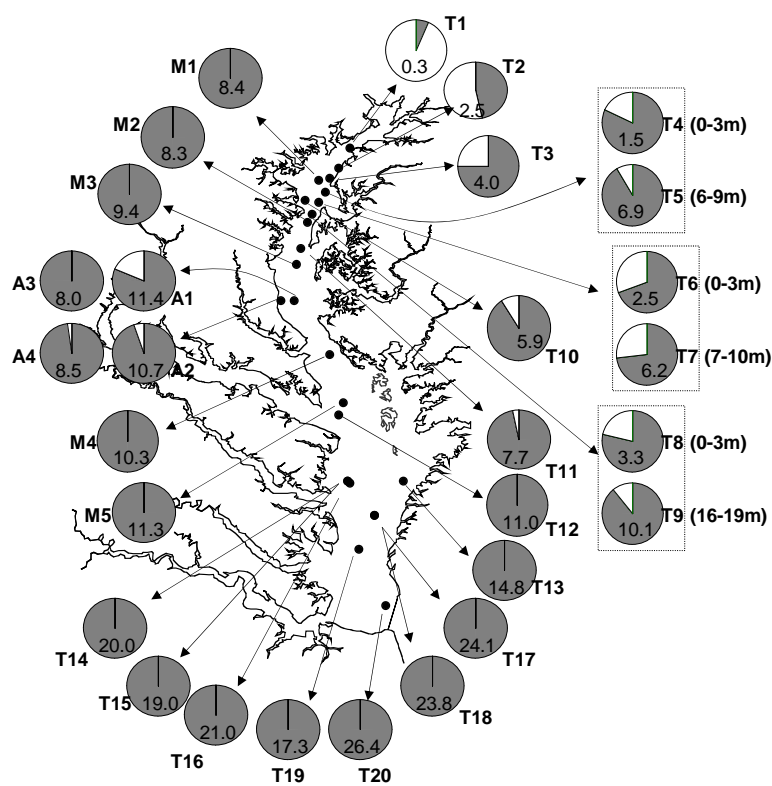 T1
0.3
M1
8.4
T2
2.5
M2
8.3
T3
4.0
T4 (0-3m)
1.5
M3
9.4
T5 (6-9m)
6.9
A3
8.0
A1
11.4
T6 (0-3m)
2.5
A4
8.5
A2
10.7
T10
5.9
T7 (7-10m)
6.2
M4
10.3
T11
7.7
T8 (0-3m)
3.3
M5
11.3
T12
11.0
T9 (16-19m)
10.1
T13
14.8
T14
20.0
T17
24.1
T15
19.0
T16
21.0
T18
23.8
T19
17.3
T20
26.4